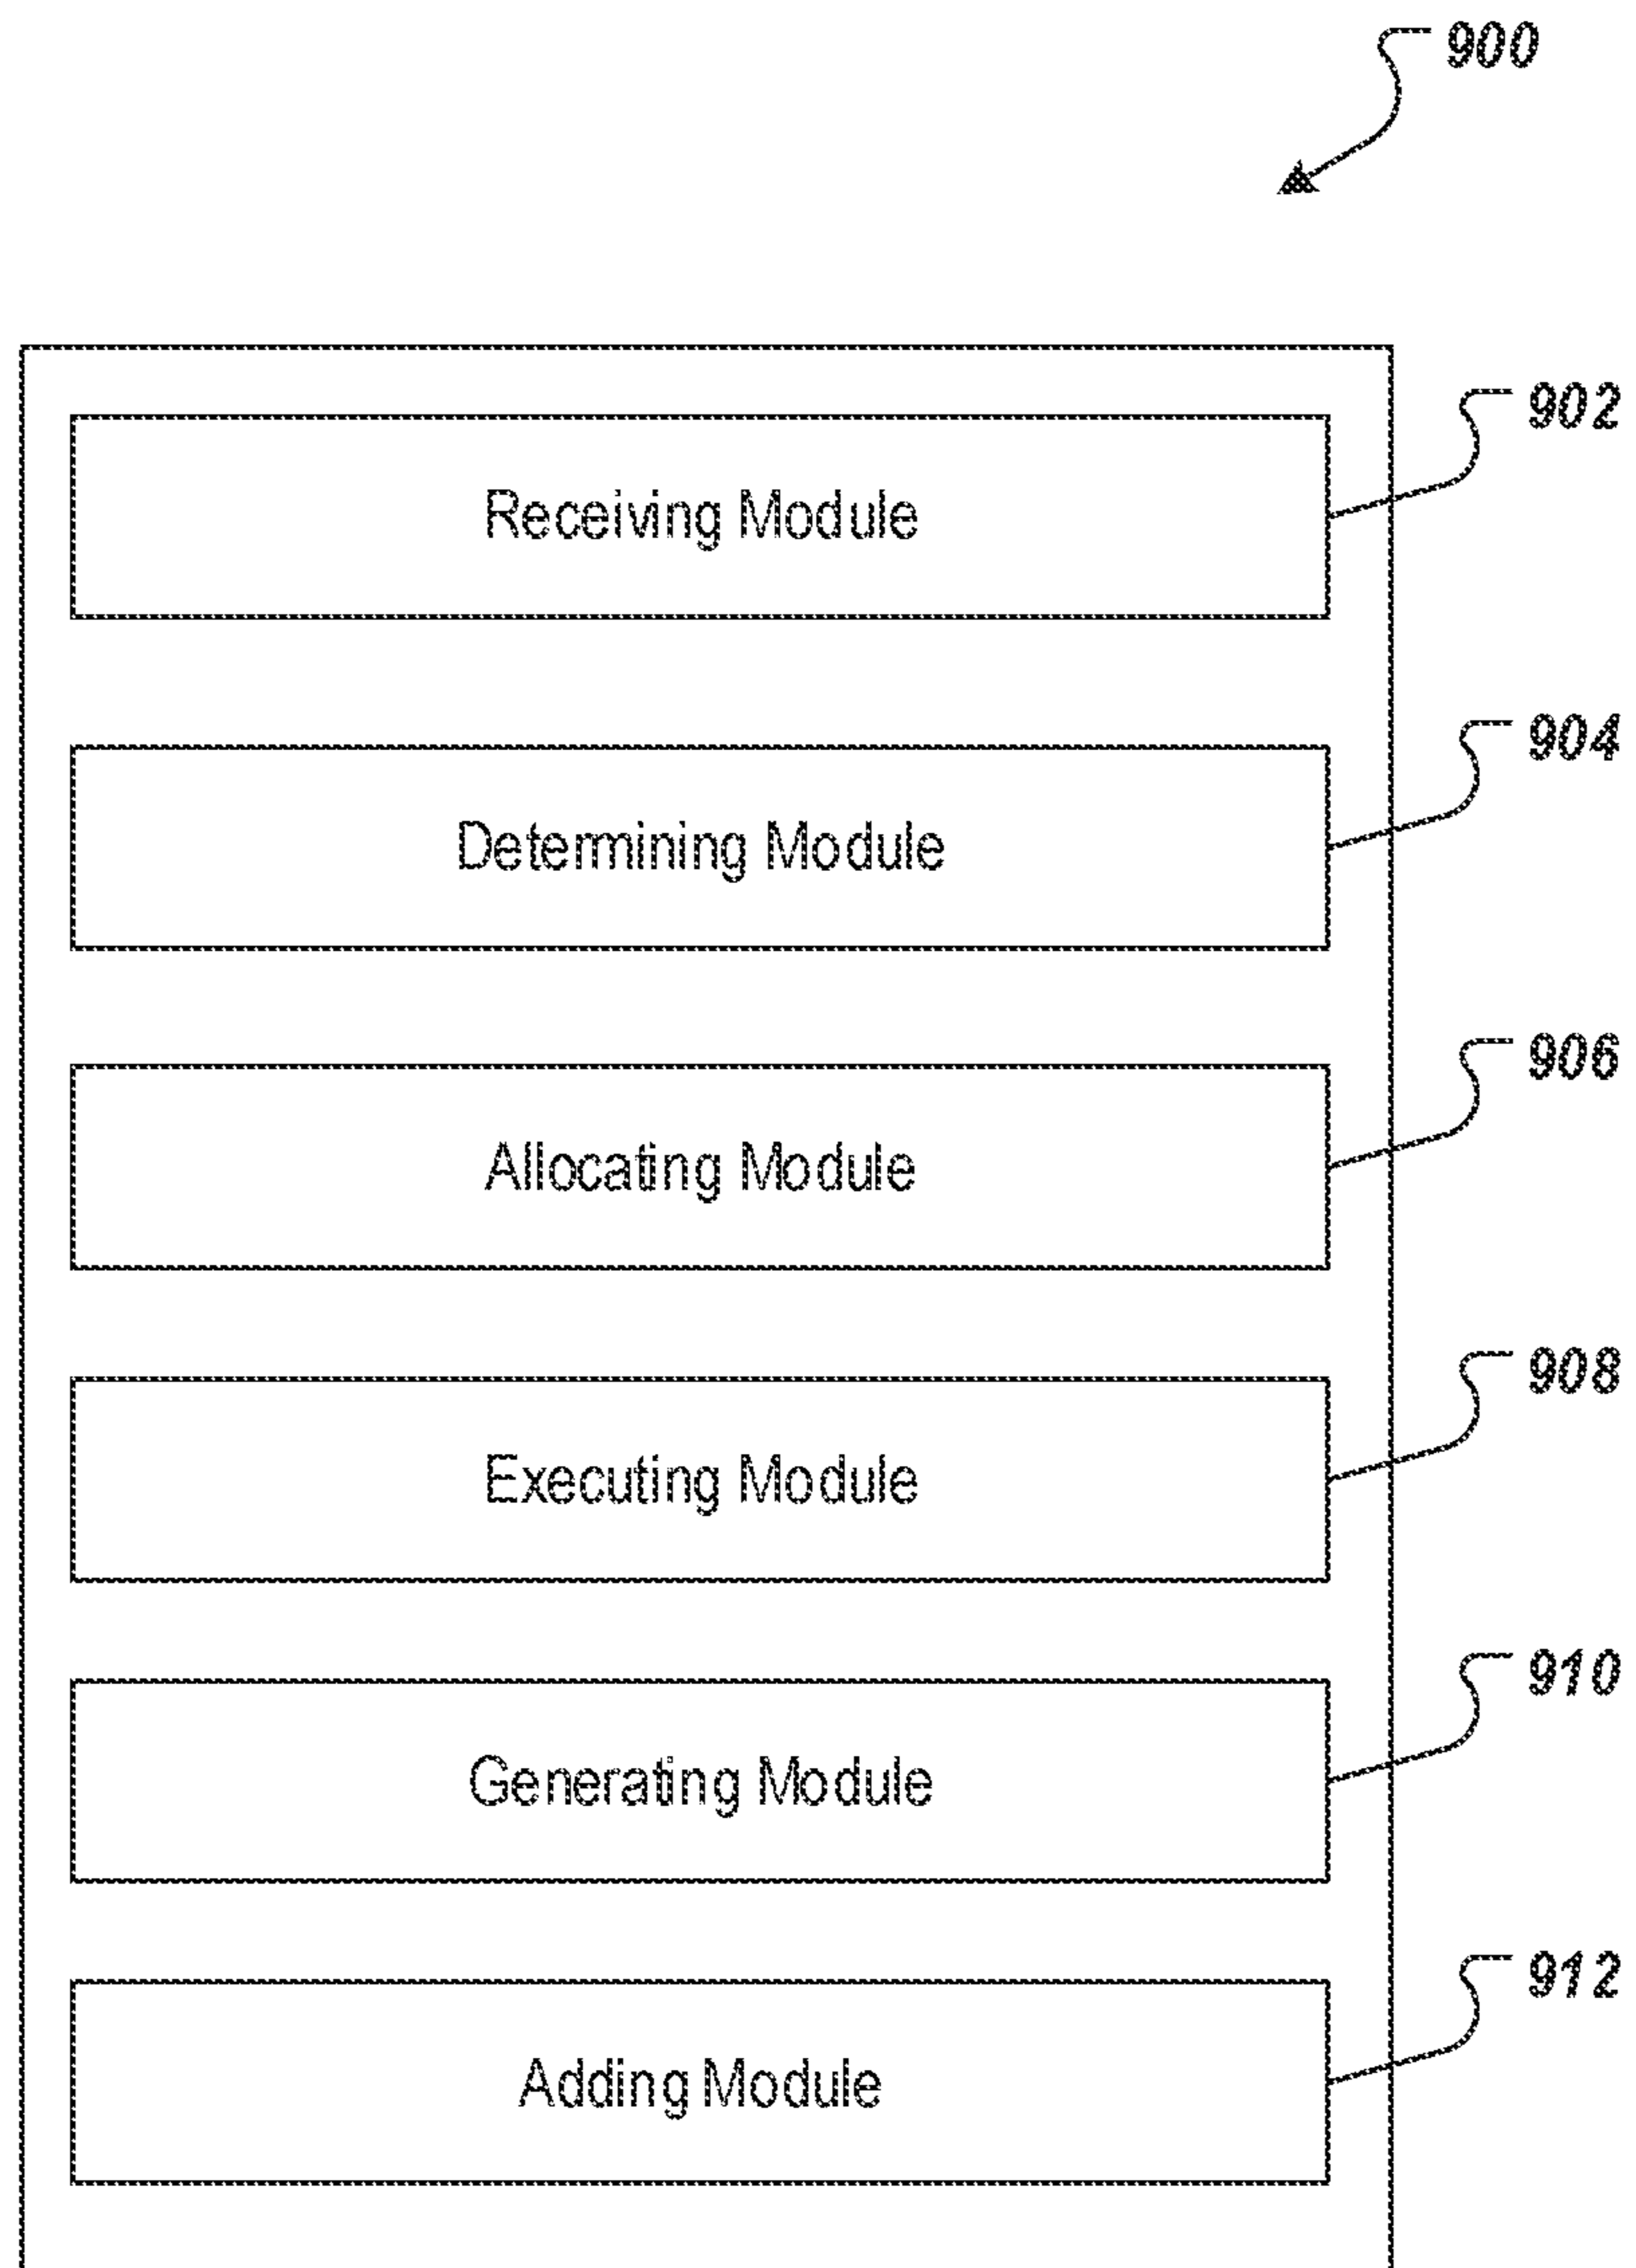 900
Receiving Module
902
Determining Module
904
Allocating Module
906
Executing Module
908
Generating Module
910
Adding Module
912